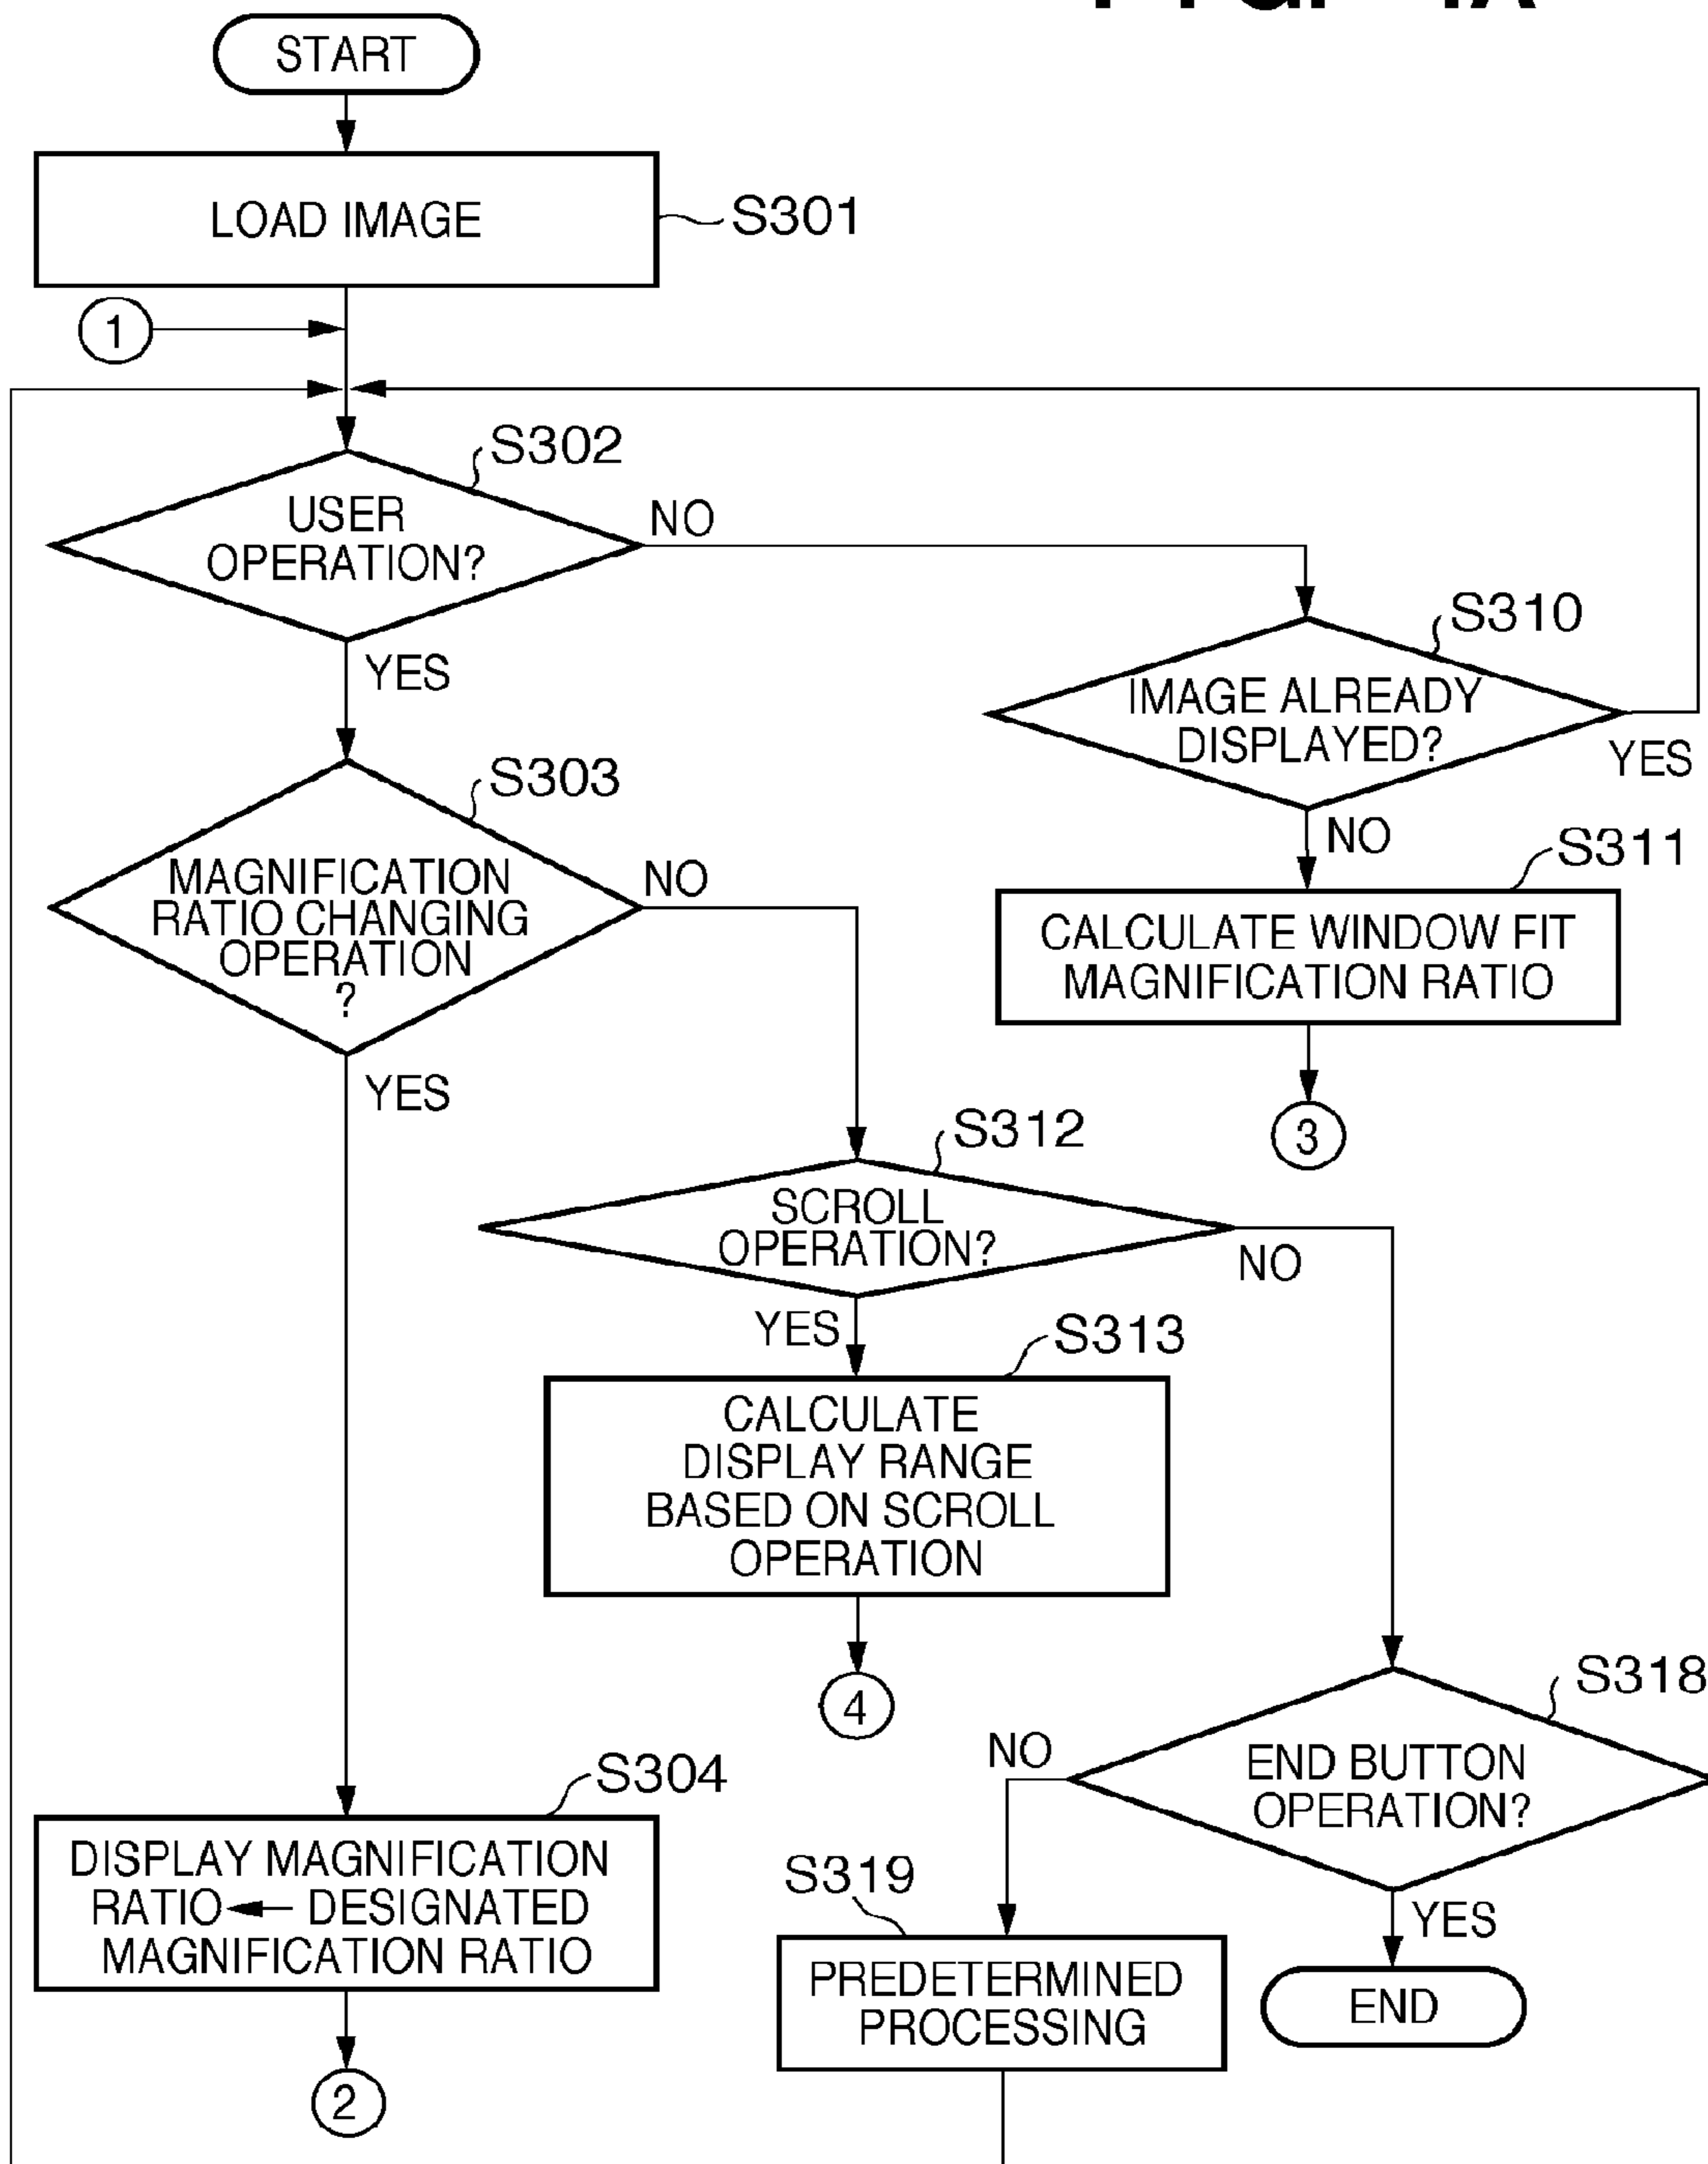 START
LOAD IMAGE
S301
1
S302
USER
OPERATION?
NO
YES
S310
IMAGE ALREADY
DISPLAYED?
YES
NO
S303
MAGNIFICATION
RATIO CHANGING
OPERATION
?
NO
YES
S311
CALCULATE WINDOW FIT
MAGNIFICATION RATIO
3
S312
SCROLL
OPERATION?
NO
YES
S313
CALCULATE
DISPLAY RANGE
BASED ON SCROLL
OPERATION
4
S318
END BUTTON
OPERATION?
NO
YES
S304
DISPLAY MAGNIFICATION
RATIO ← DESIGNATED
MAGNIFICATION RATIO
2
S319
PREDETERMINED
PROCESSING
END